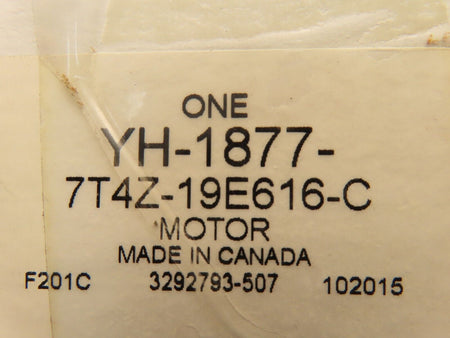 ONE
YH-1877-
7T4Z-19E616-C
MOTOR
MADE IN CANADA
F201C 3292793-507 102015